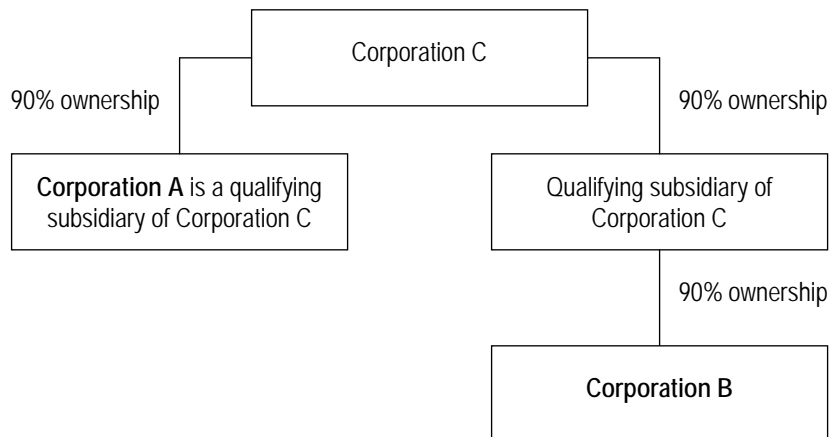 Corporation C
90% ownership
90% ownership
Corporation A is a qualifying
subsidiary of Corporation C
Qualifying subsidiary of
Corporation C
90% ownership
Corporation B